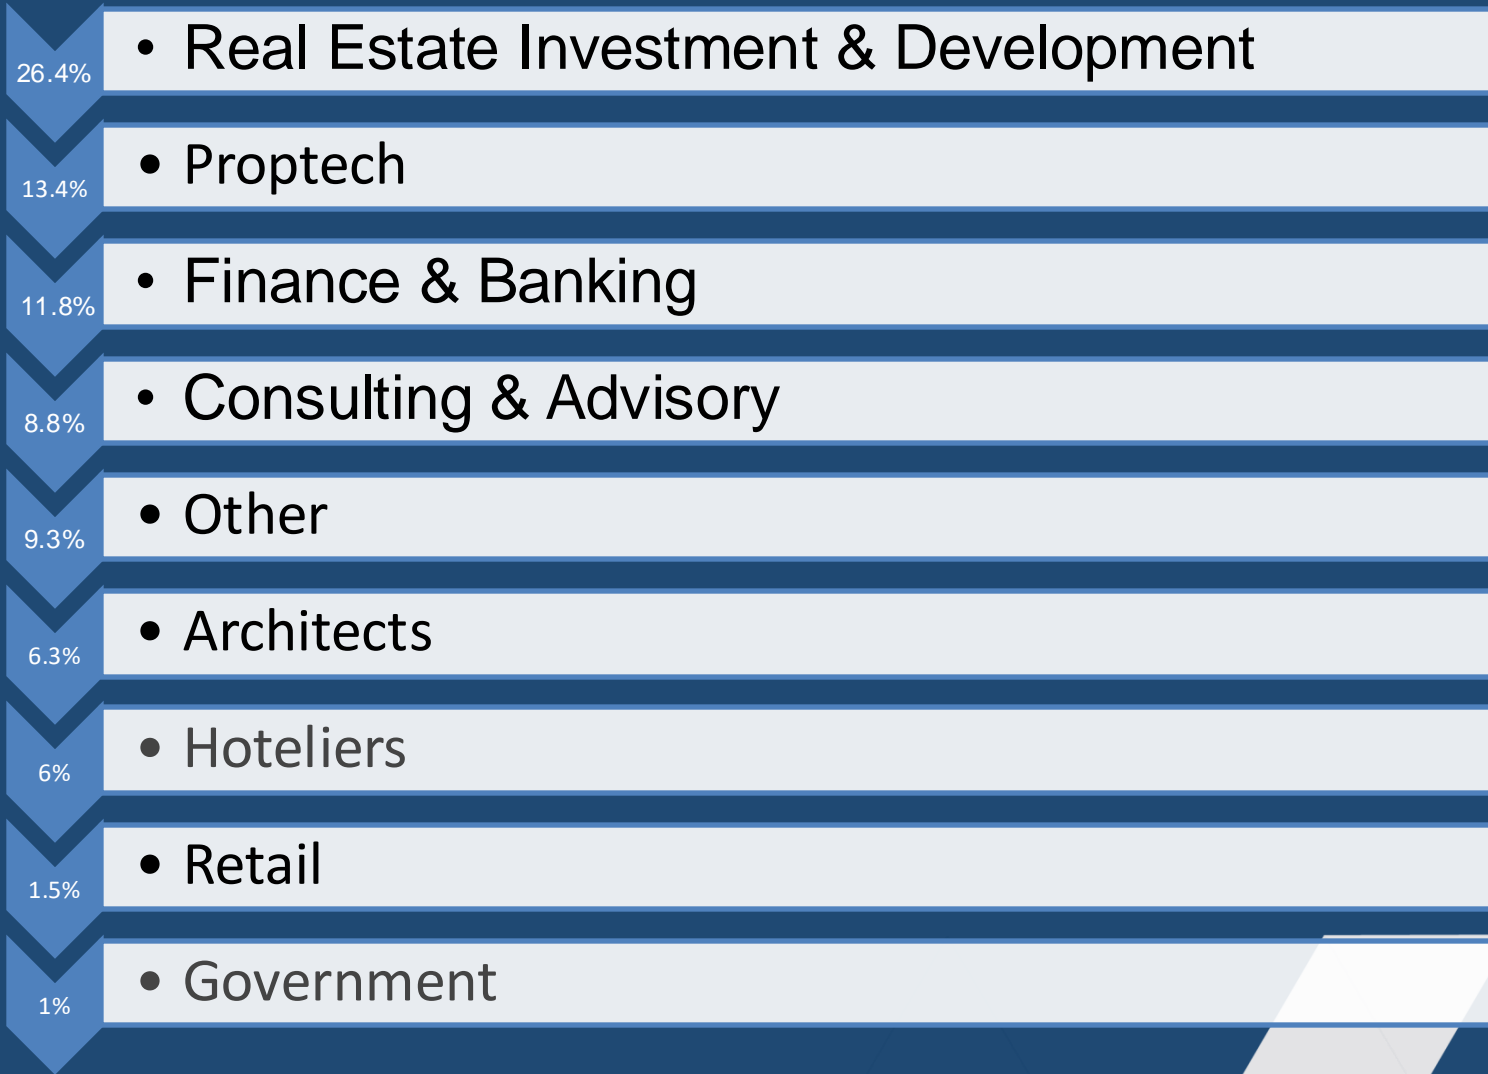 26.4%
• Real Estate Investment & Development
13.4%
• Proptech
11.8%
• Finance & Banking
8.8%
• Consulting & Advisory
9.3%
• Other
6.3%
• Architects
6%
• Hoteliers
1.5%
• Retail
1%
• Government